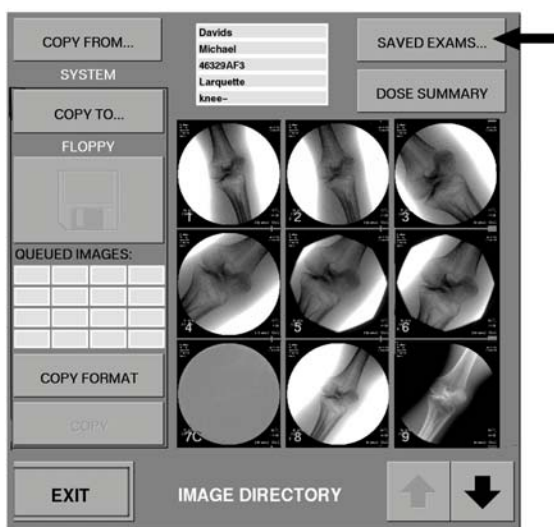 COPY FROM...
SYSTEM
COPY TO...
FLOPPY
QUEUED IMAGES:
COPY FORMAT
COPY
EXIT
Davids
Michael
46329AF3
Larquette
knee-
SAVED EXAMS...
DOSE SUMMARY
1
2
3
4
5
6
7C
8
9
IMAGE DIRECTORY